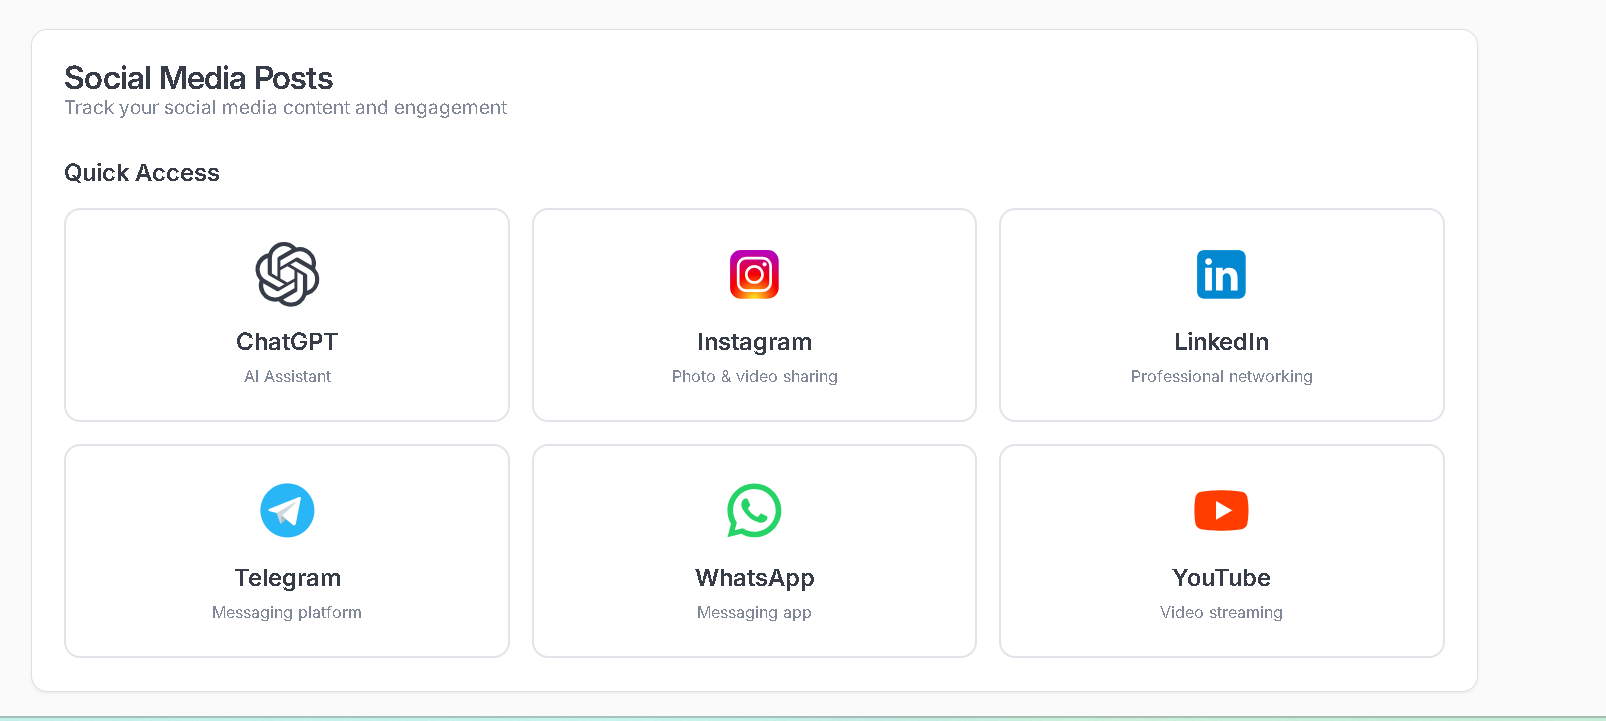 Social Media Posts
Track your social media content and engagement
Quick Access
ChatGPT
AI Assistant
Instagram
Photo & video sharing
LinkedIn
Professional networking
Telegram
Messaging platform
WhatsApp
Messaging app
YouTube
Video streaming